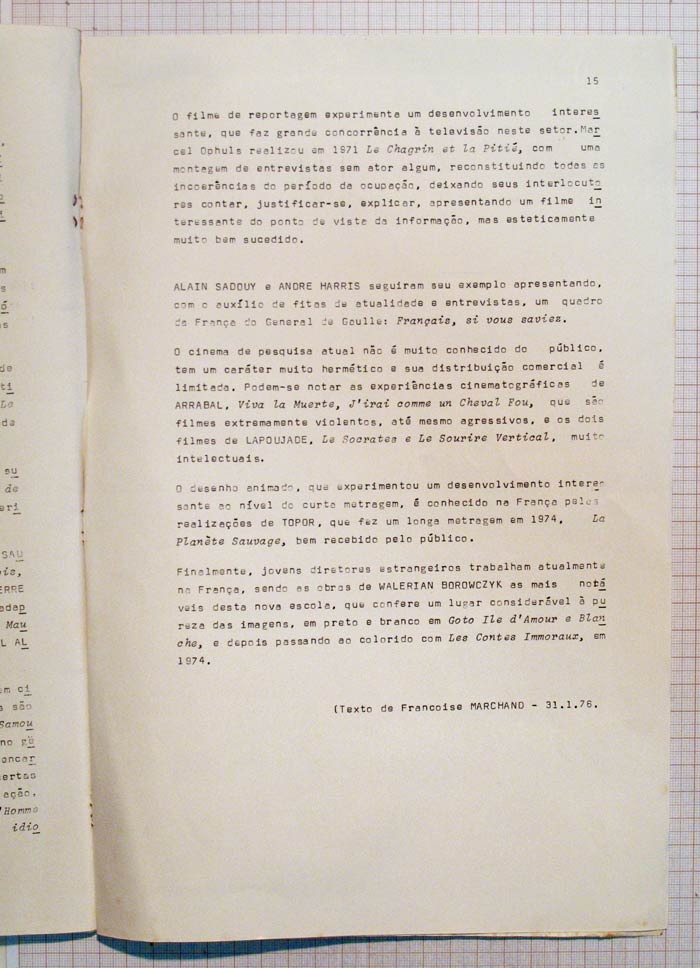 15
O filme de reportagem experimenta um desenvolvimento interes
sante, que faz grande concorrência à televisão neste setor. Mar
cel Ophuls realizou em 1971 Le Chagrin et la Pitié, com uma
montagem de entrevistas sem ator algum, reconstituindo todas as
incoerências do período da ocupação, deixando seus interlocuto
res contar, justificar-se, explicar, apresentando um filme in
teressante do ponto de vista da informação, mas esteticamente
muito bem sucedido.
ALAIN SADOUY e ANDRE HARRIS seguiram seu exemplo apresentando,
com o auxílio de fitas de atualidade e entrevistas, um quadro
da França do General de Gaulle: Français, si vous saviez.
O cinema de pesquisa atual não é muito conhecido do público,
tem um caráter muito hermético e sua distribuição comercial é
limitada. Podem-se notar as experiências cinematográficas de
ARRABAL, Viva la Muerte, J'irai comme un Cheval Fou, que são
filmes extremamente violentos, até mesmo agressivos, e os dois
filmes de LAPOUJADE, Le Socrates e Le Sourire Vertical, muito
intelectuais.
O desenho animado, que experimentou um desenvolvimento interes
sante ao nível do curta metragem, é conhecido na França pelas
realizações de TOPOR, que fez um longa metragem em 1974, La
Planète Sauvage, bem recebido pelo público.
Finalmente, jovens diretores estrangeiros trabalham atualmente
na França, sendo as obras de WALERIAN BOROWCZYK as mais notá
veis desta nova escola, que confere um lugar considerável à pu
reza das imagens, em preto e branco em Goto Ile d'Amour e Blan
che, e depois passando ao colorido com Les Contes Immoraux, em
1974.
(Texto de Francoise MARCHAND - 31.1.76.